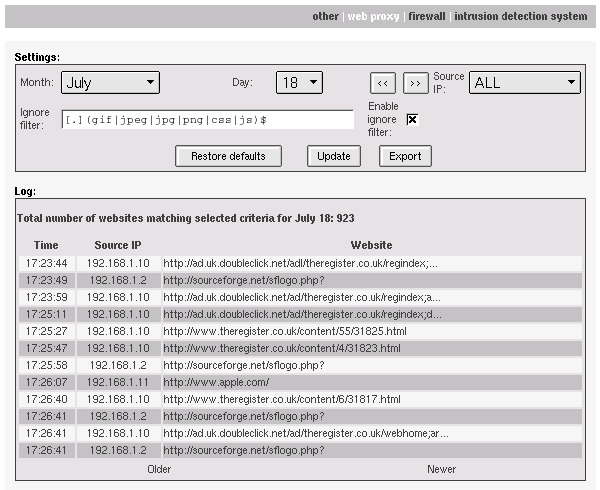 other | web proxy | firewall | intrusion detection system
Settings:
Month: July Day: 18 << >> Source IP: ALL
Ignore filter: [.](gif|jpeg|jpg|png|css|js)$ Enable ignore filter:
Restore defaults Update Export
Log:
Total number of websites matching selected criteria for July 18: 923
Time Source IP Website
17:23:44 192.168.1.10 http://ad.uk.doubleclick.net/adl/theregister.co.uk/regindex;...
17:23:49 192.168.1.2 http://sourceforge.net/sflogo.php?
17:23:59 192.168.1.10 http://ad.uk.doubleclick.net/ad/theregister.co.uk/regindex;a...
17:25:11 192.168.1.10 http://ad.uk.doubleclick.net/ad/theregister.co.uk/regindex;d...
17:25:27 192.168.1.10 http://www.theregister.co.uk/content/55/31825.html
17:25:47 192.168.1.10 http://www.theregister.co.uk/content/4/31823.html
17:25:58 192.168.1.2 http://sourceforge.net/sflogo.php?
17:26:07 192.168.1.11 http://www.apple.com/
17:26:40 192.168.1.10 http://www.theregister.co.uk/content/6/31817.html
17:26:41 192.168.1.2 http://sourceforge.net/sflogo.php?
17:26:41 192.168.1.10 http://ad.uk.doubleclick.net/ad/theregister.co.uk/webhome;ar...
17:26:41 192.168.1.2 http://sourceforge.net/sflogo.php?
Older Newer